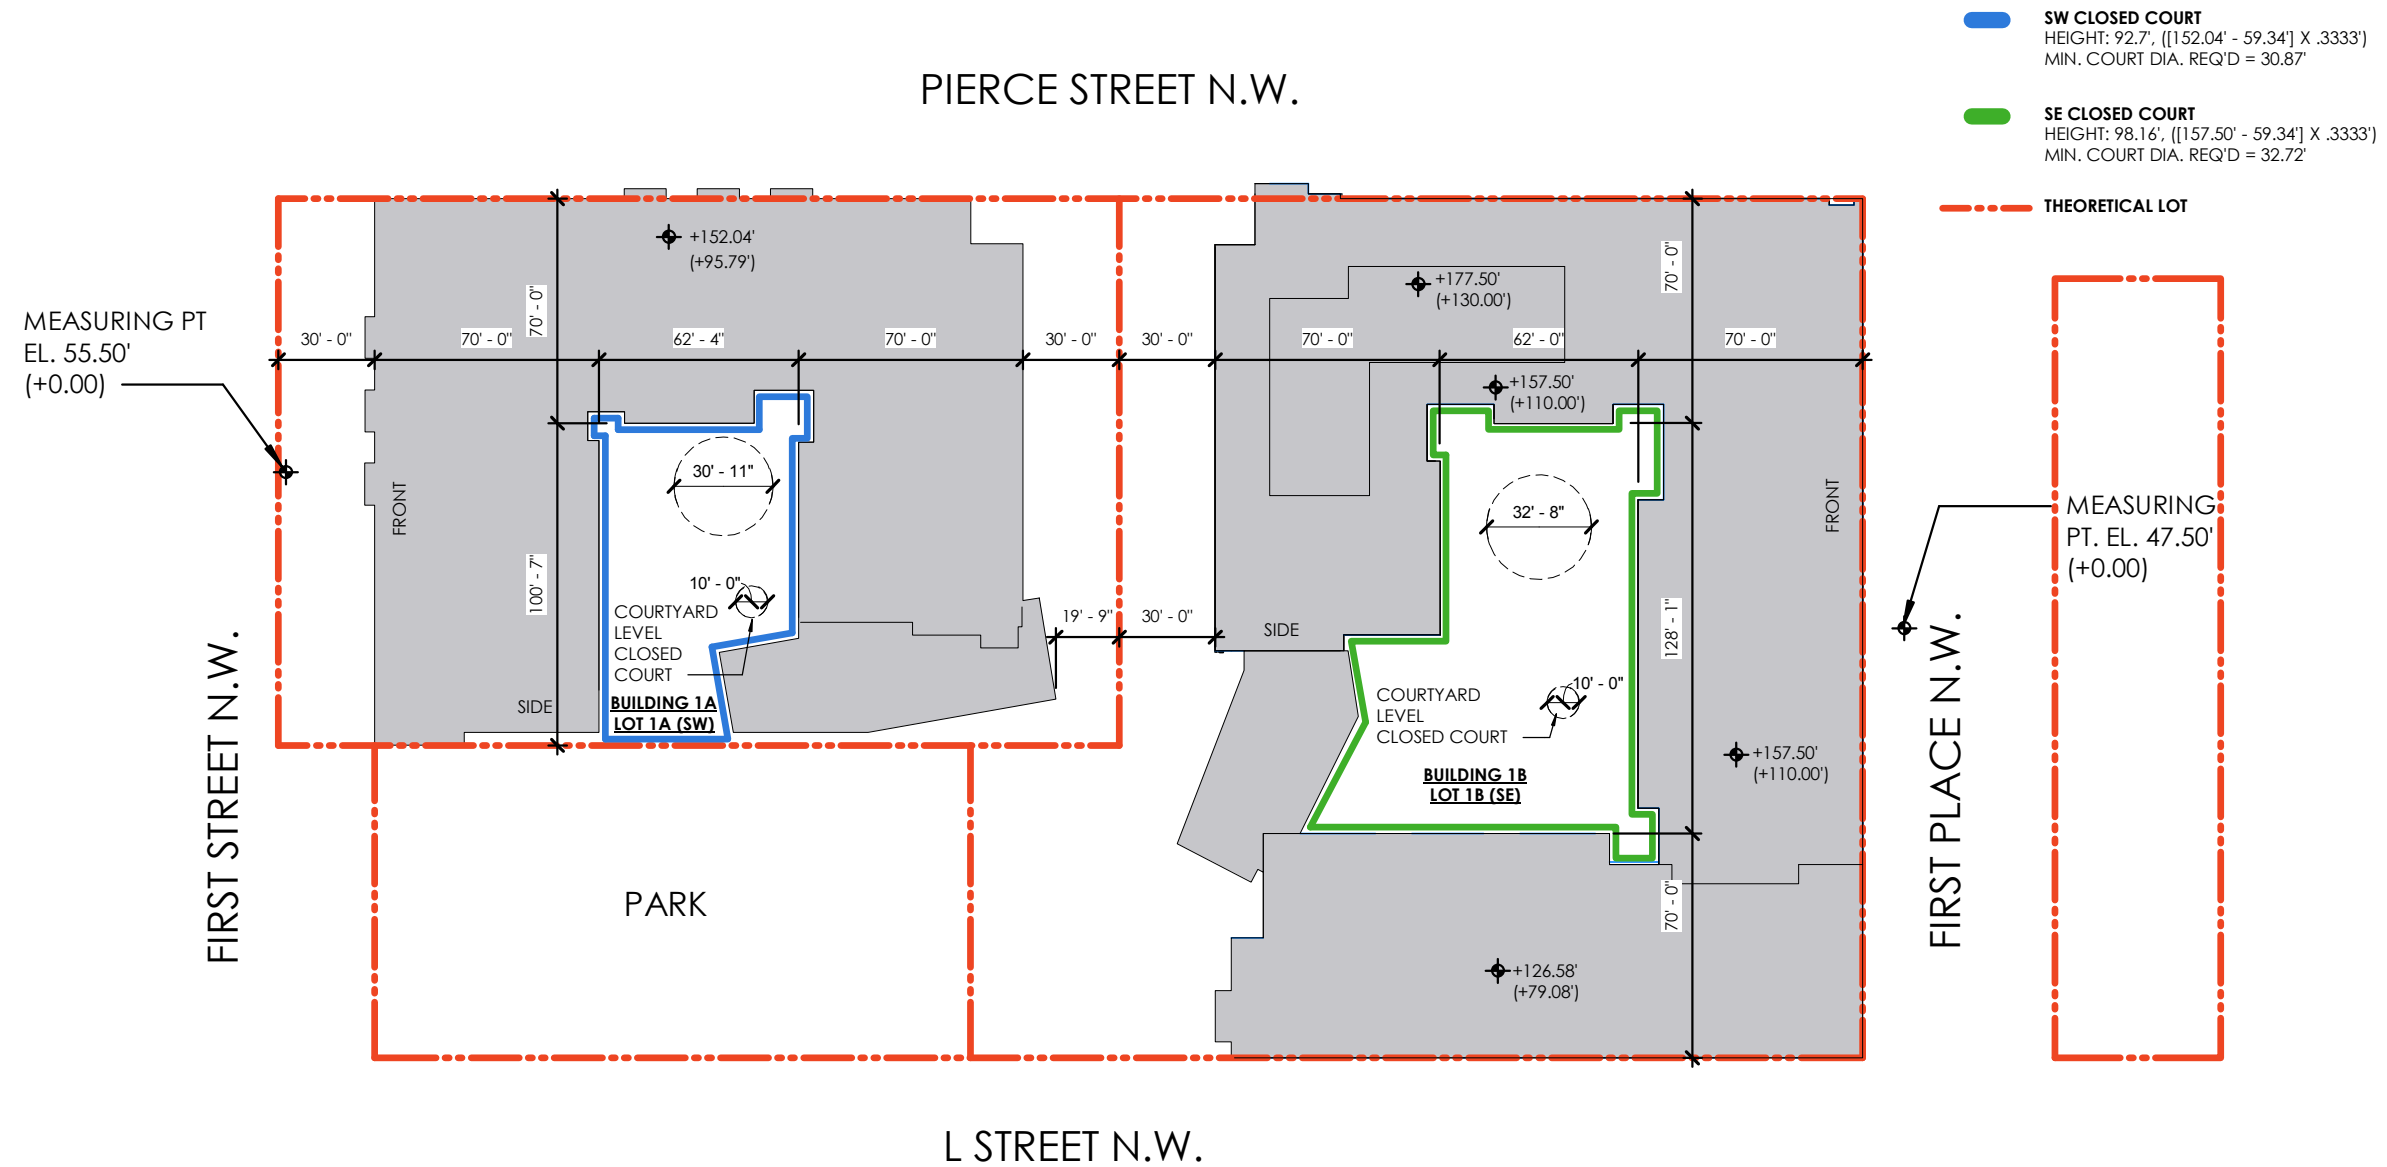 SW CLOSED COURT
HEIGHT: 92.7', ([152.04' - 59.34'] X .3333')
MIN. COURT DIA. REQ'D = 30.87'
PIERCE STREET N.W.
SE CLOSED COURT
HEIGHT: 98.16', ([157.50' - 59.34'] X .3333')
MIN. COURT DIA. REQ'D = 32.72'
THEORETICAL LOT
+152.04'
(+95.79')
70' - 0"
70' - 0"
+177.50'
(+130.00')
MEASURING PT
EL. 55.50'
(+0.00)
30' - 0"
70' - 0"
62' - 4"
70' - 0"
30' - 0"
30' - 0"
70' - 0"
62' - 0"
70' - 0"
+157.50'
(+110.00')
30' - 11"
32' - 8"
FRONT
FRONT
MEASURING
PT. EL. 47.50'
(+0.00)
100' - 7"
10' - 0"
COURTYARD
LEVEL
CLOSED
COURT
19' - 9"
30' - 0"
SIDE
128' - 1"
SIDE
BUILDING 1A
LOT 1A (SW)
10' - 0"
COURTYARD
LEVEL
CLOSED COURT
+157.50'
(+110.00')
BUILDING 1B
LOT 1B (SE)
FIRST STREET N.W.
FIRST PLACE N.W.
PARK
70' - 0"
+126.58'
(+79.08')
L STREET N.W.